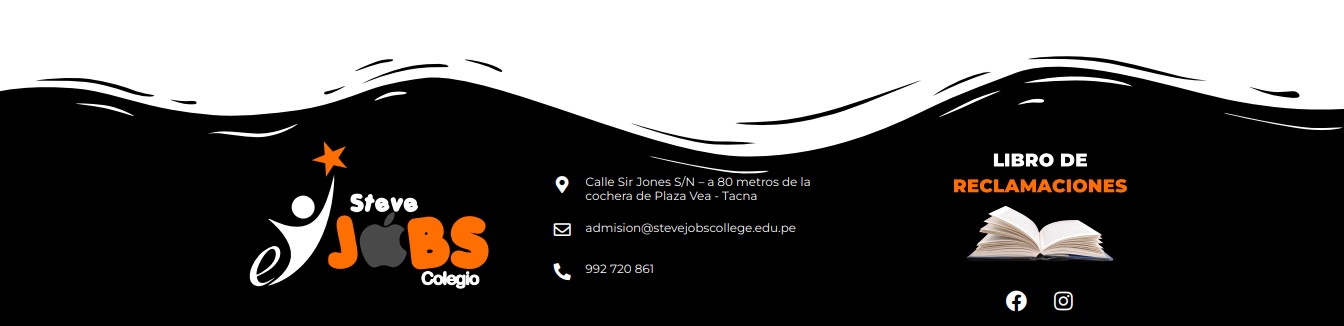 Steve
JOBS
Colegio
Calle Sir Jones S/N – a 80 metros de la
cochera de Plaza Vea - Tacna
admision@stevejobscollege.edu.pe
992 720 861
LIBRO DE
RECLAMACIONES